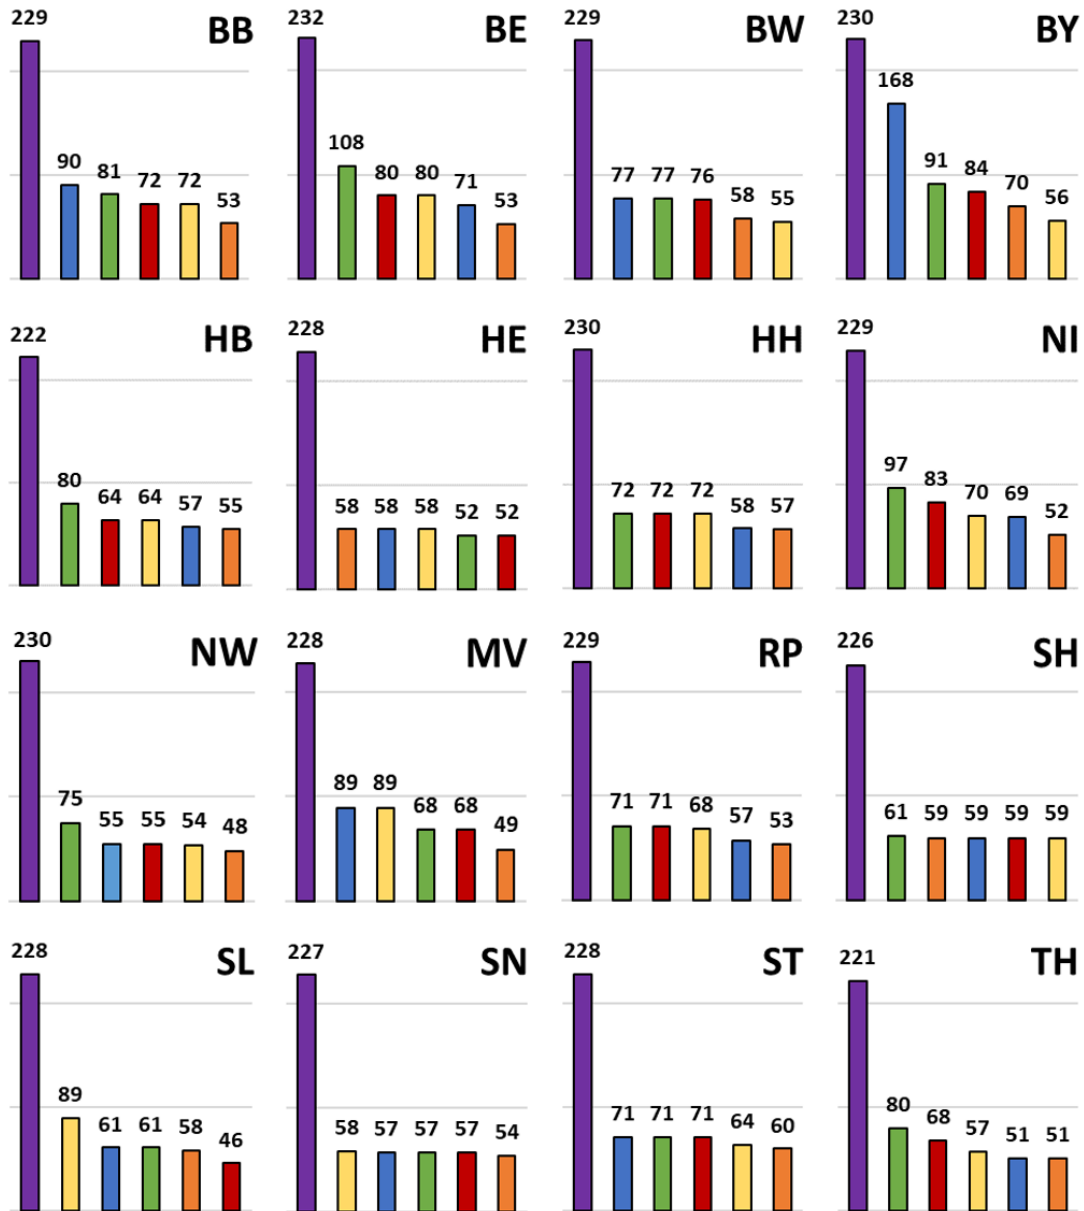 229 BB
90 81 72 72 53
232 BE
108 80 80 71 53
229 BW
77 77 76 58 55
230 BY
168 91 84 70 56
222 HB
80 64 64 57 55
228 HE
58 58 58 52 52
230 HH
72 72 72 58 57
229 NI
97 83 70 69 52
230 NW
75 55 55 54 48
228 MV
89 89 68 68 49
229 RP
71 71 68 57 53
226 SH
61 59 59 59 59
228 SL
89 61 61 58 46
227 SN
58 57 57 57 54
228 ST
71 71 71 64 60
221 TH
80 68 57 51 51